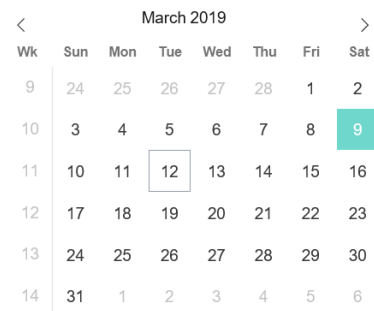 < March 2019 >
Wk Sun Mon Tue Wed Thu Fri Sat
9 24 25 26 27 28 1 2
10 3 4 5 6 7 8 9
11 10 11 12 13 14 15 16
12 17 18 19 20 21 22 23
13 24 25 26 27 28 29 30
14 31 1 2 3 4 5 6